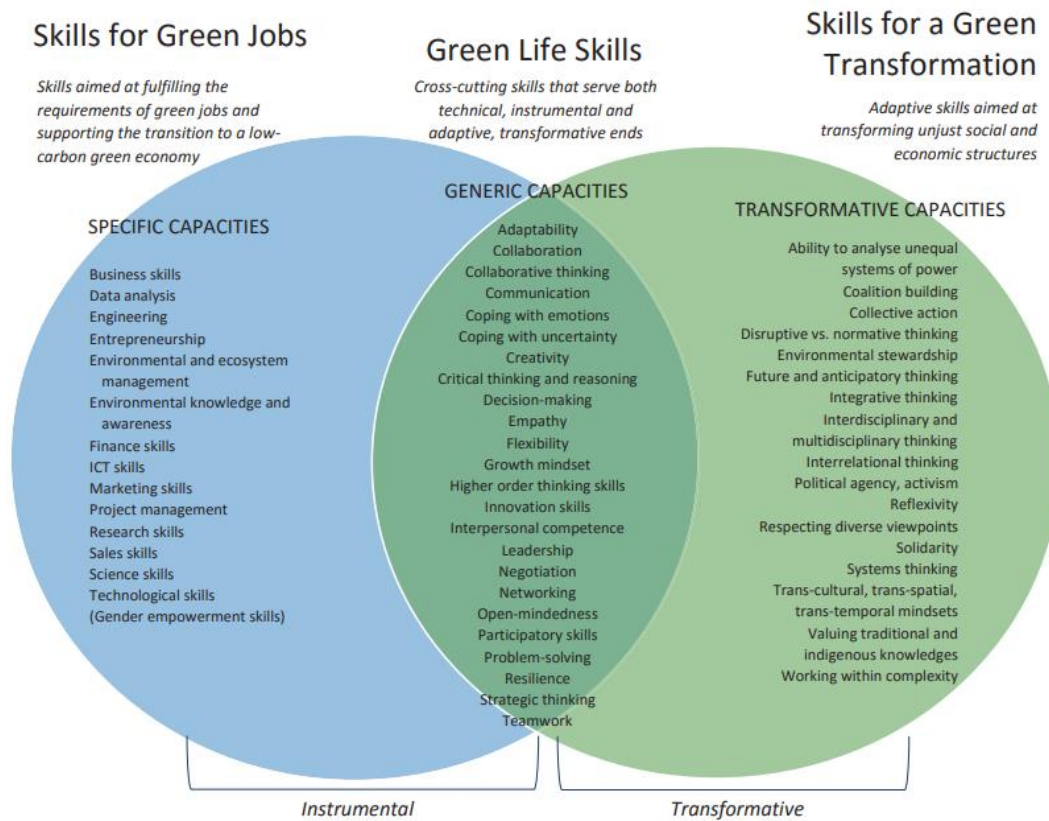 Skills for Green Jobs
Skills aimed at fulfilling the
requirements of green jobs and
supporting the transition to a low-
carbon green economy
Green Life Skills
Cross-cutting skills that serve both
technical, instrumental and
adaptive, transformative ends
Skills for a Green
Transformation
Adaptive skills aimed at
transforming unjust social and
economic structures
SPECIFIC CAPACITIES
Business skills
Data analysis
Engineering
Entrepreneurship
Environmental and ecosystem
management
Environmental knowledge and
awareness
Finance skills
ICT skills
Marketing skills
Project management
Research skills
Sales skills
Science skills
Technological skills
(Gender empowerment skills)
GENERIC CAPACITIES
Adaptability
Collaboration
Collaborative thinking
Communication
Coping with emotions
Coping with uncertainty
Creativity
Critical thinking and reasoning
Decision-making
Empathy
Flexibility
Growth mindset
Higher order thinking skills
Innovation skills
Interpersonal competence
Leadership
Negotiation
Networking
Open-mindedness
Participatory skills
Problem-solving
Resilience
Strategic thinking
Teamwork
TRANSFORMATIVE CAPACITIES
Ability to analyse unequal
systems of power
Coalition building
Collective action
Disruptive vs. normative thinking
Environmental stewardship
Future and anticipatory thinking
Integrative thinking
Interdisciplinary and
multidisciplinary thinking
Interrelational thinking
Political agency, activism
Reflexivity
Respecting diverse viewpoints
Solidarity
Systems thinking
Trans-cultural, trans-spatial,
trans-temporal mindsets
Valuing traditional and
indigenous knowledges
Working within complexity
Instrumental
Transformative